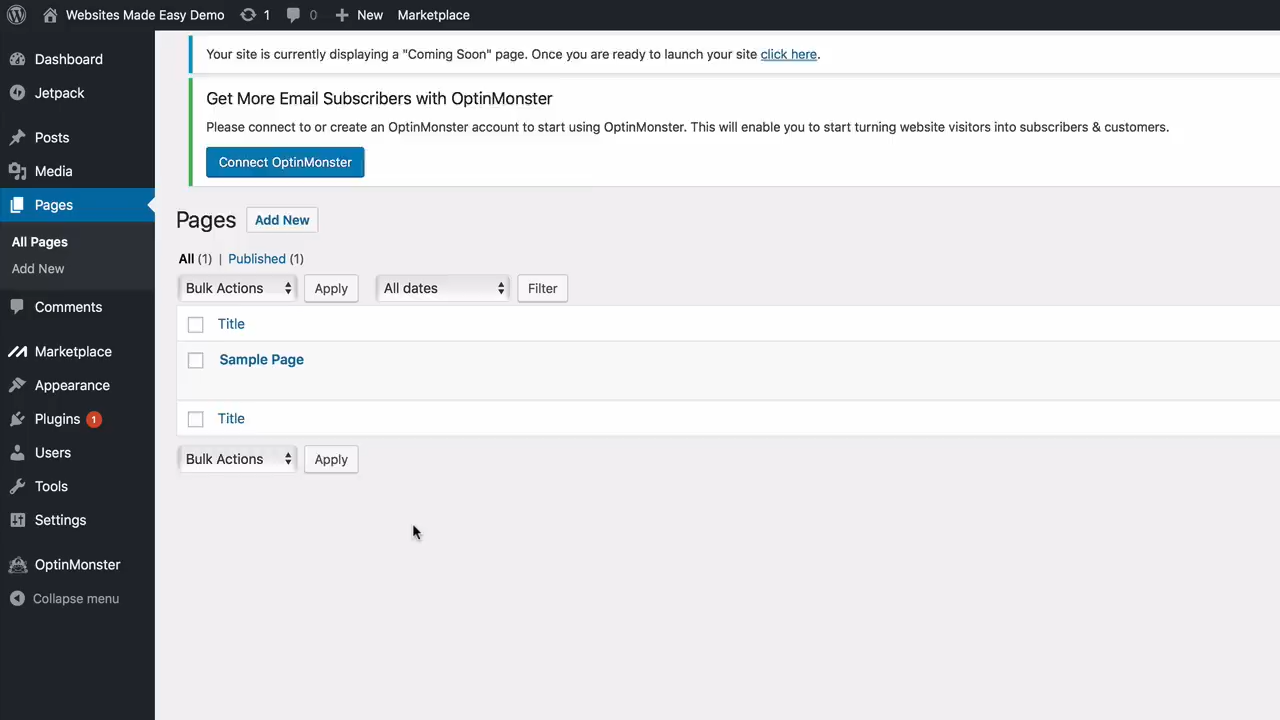 Websites Made Easy Demo 1 0 New Marketplace
Dashboard
Jetpack
Posts
Media
Pages
All Pages
Add New
Comments
Marketplace
Appearance
Plugins 1
Users
Tools
Settings
OptinMonster
Collapse menu
Your site is currently displaying a "Coming Soon" page. Once you are ready to launch your site click here.
Get More Email Subscribers with OptinMonster
Please connect to or create an OptinMonster account to start using OptinMonster. This will enable you to start turning website visitors into subscribers & customers.
Connect OptinMonster
Pages Add New
All (1) | Published (1)
Bulk Actions Apply All dates Filter
Title
Sample Page
Title
Bulk Actions Apply